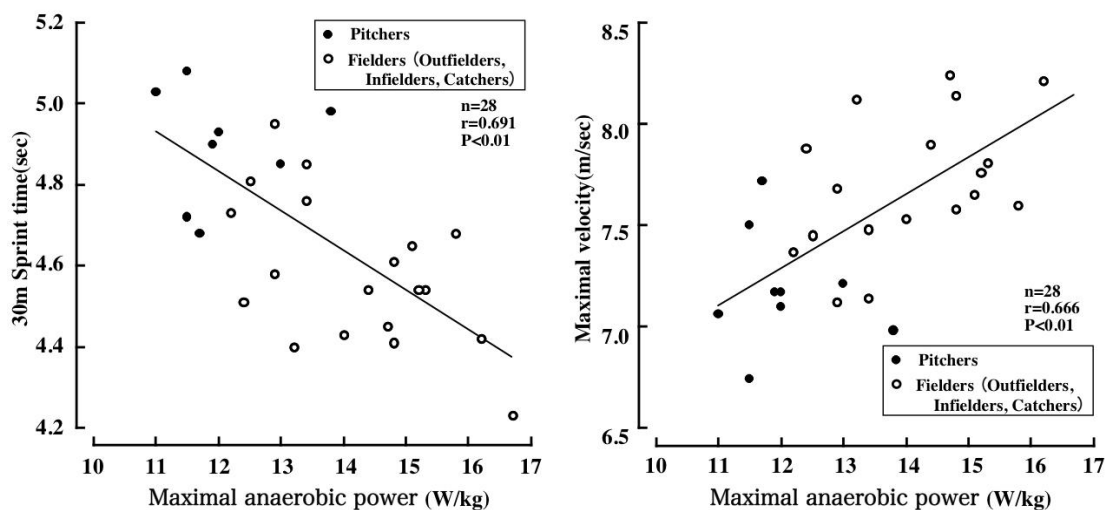 5.2
5.0
4.8
4.6
4.4
4.2
30m Sprint time(sec)
Pitchers
Fielders (Outfielders,
Infielders, Catchers)
n=28
r=0.691
P<0.01
10 11 12 13 14 15 16 17
Maximal anaerobic power (W/kg)
8.5
8.0
7.5
7.0
6.5
Maximal velocity(m/sec)
n=28
r=0.666
P<0.01
Pitchers
Fielders (Outfielders,
Infielders, Catchers)
10 11 12 13 14 15 16 17
Maximal anaerobic power (W/kg)